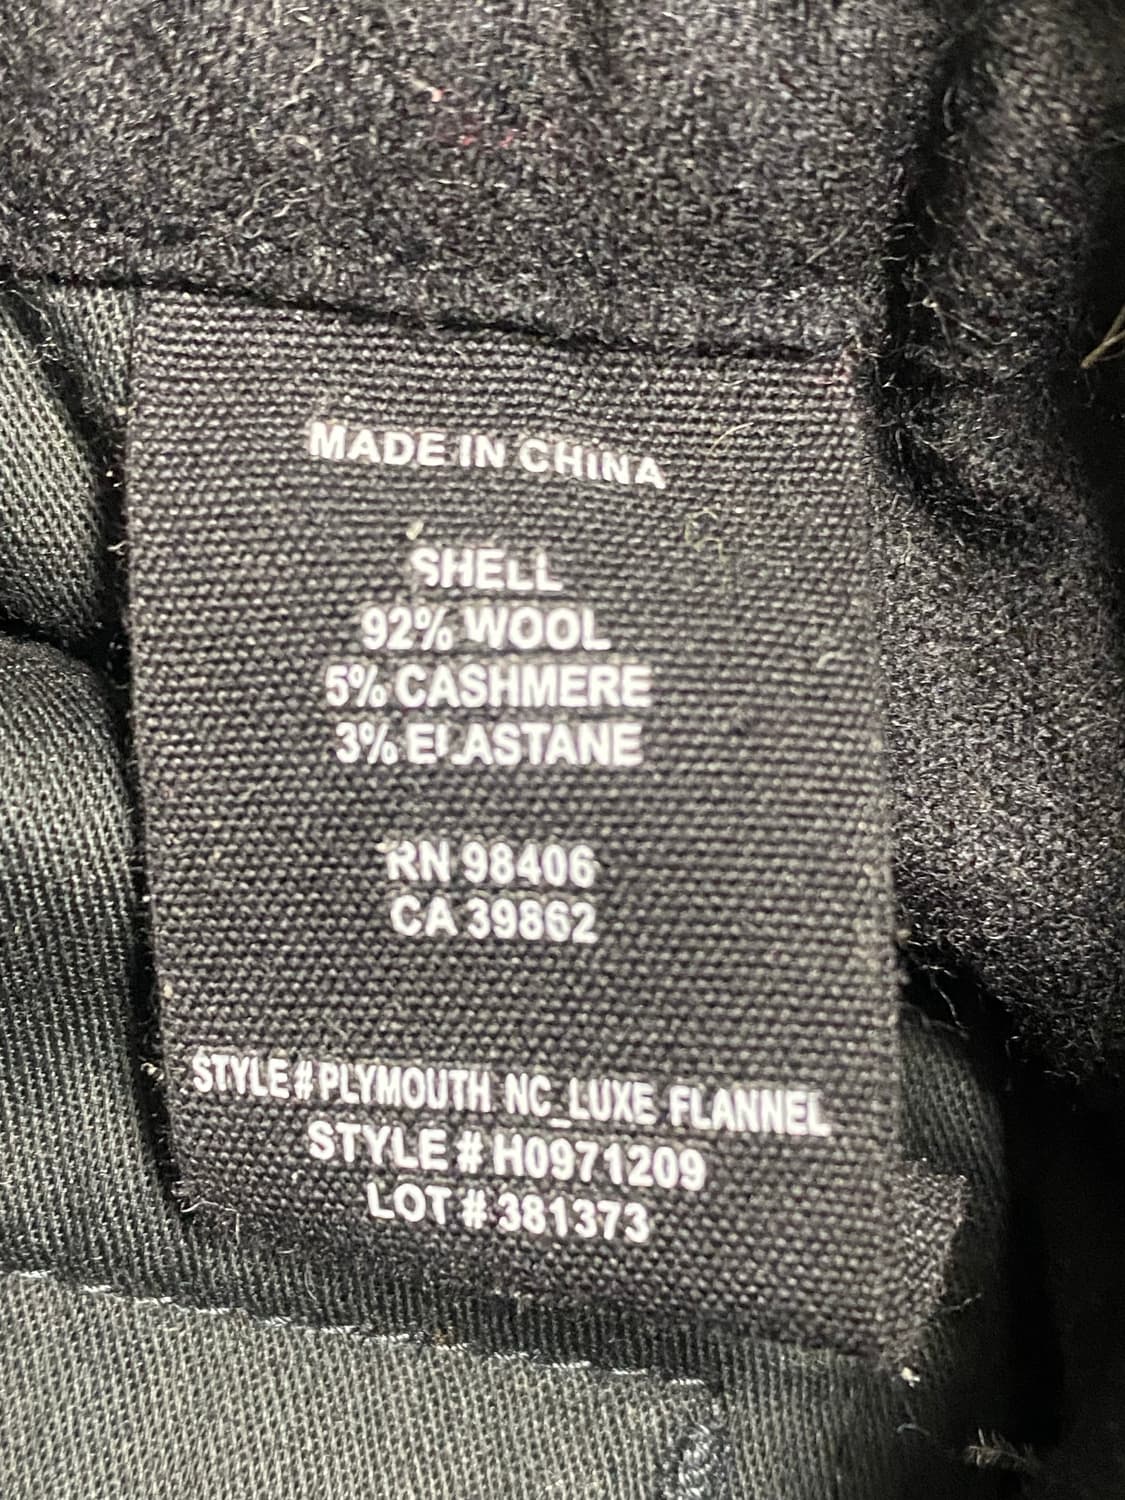 MADE IN CHINA
SHELL
92% WOOL
5% CASHMERE
3% ELASTANE
RN 98406
CA 39862
STYLE # PLYMOUTH NC_LUXE FLANNEL
STYLE # H0971209
LOT # 381373